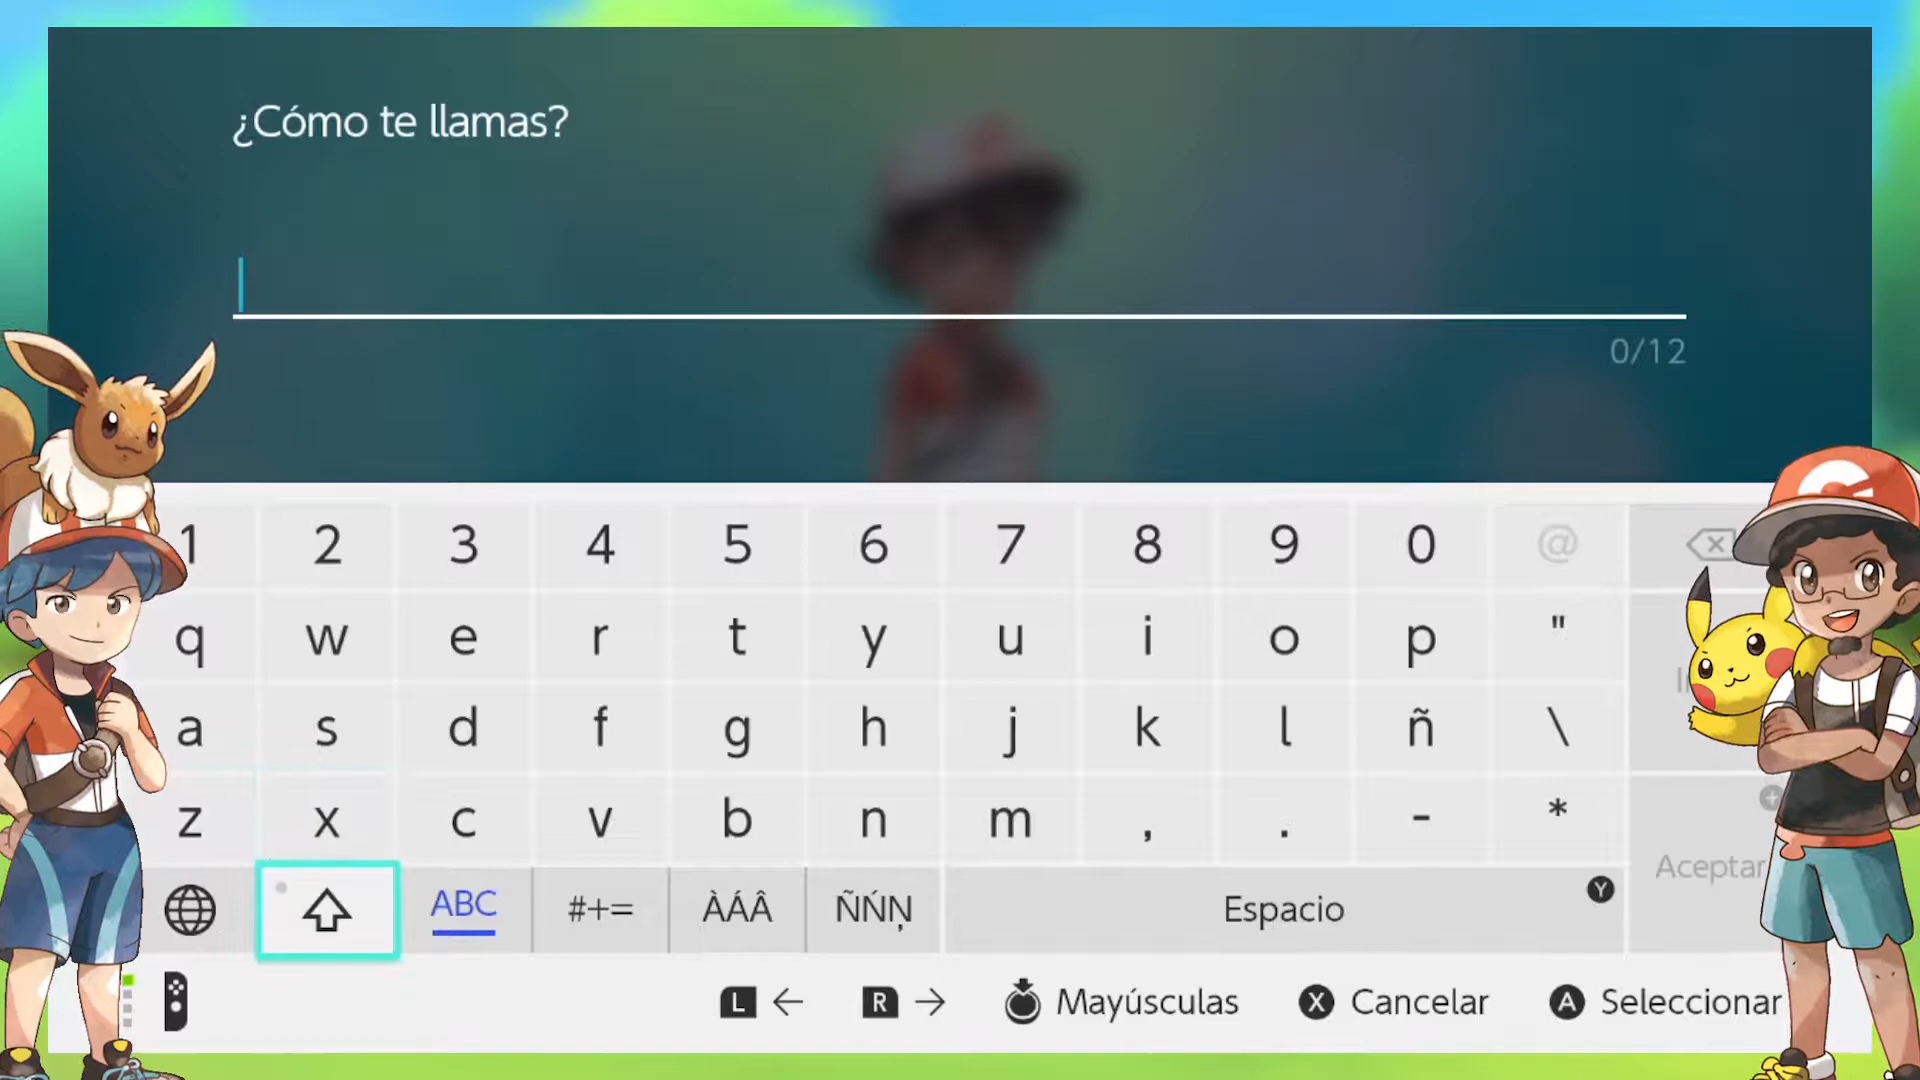 ¿Cómo te llamas?
0/12
1 2 3 4 5 6 7 8 9 0 @
q w e r t y u i o p "
a s d f g h j k l ñ \
z x c v b n m , . - *
ABC #+= ÀÁÂ ÑŃŅ Espacio Y
+
Aceptar
L ← R → Mayúsculas X Cancelar A Seleccionar